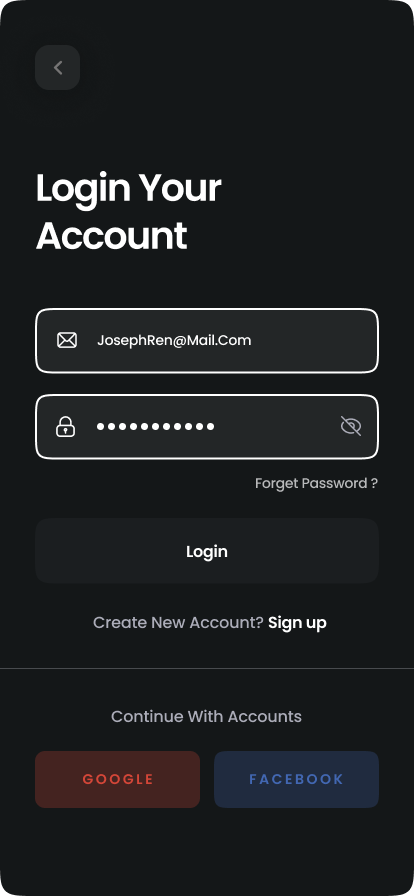 Login Your
Account
JosephRen@Mail.Com
●●●●●●●●●●●
Forget Password ?
Login
Create New Account? Sign up
Continue With Accounts
GOOGLE
FACEBOOK